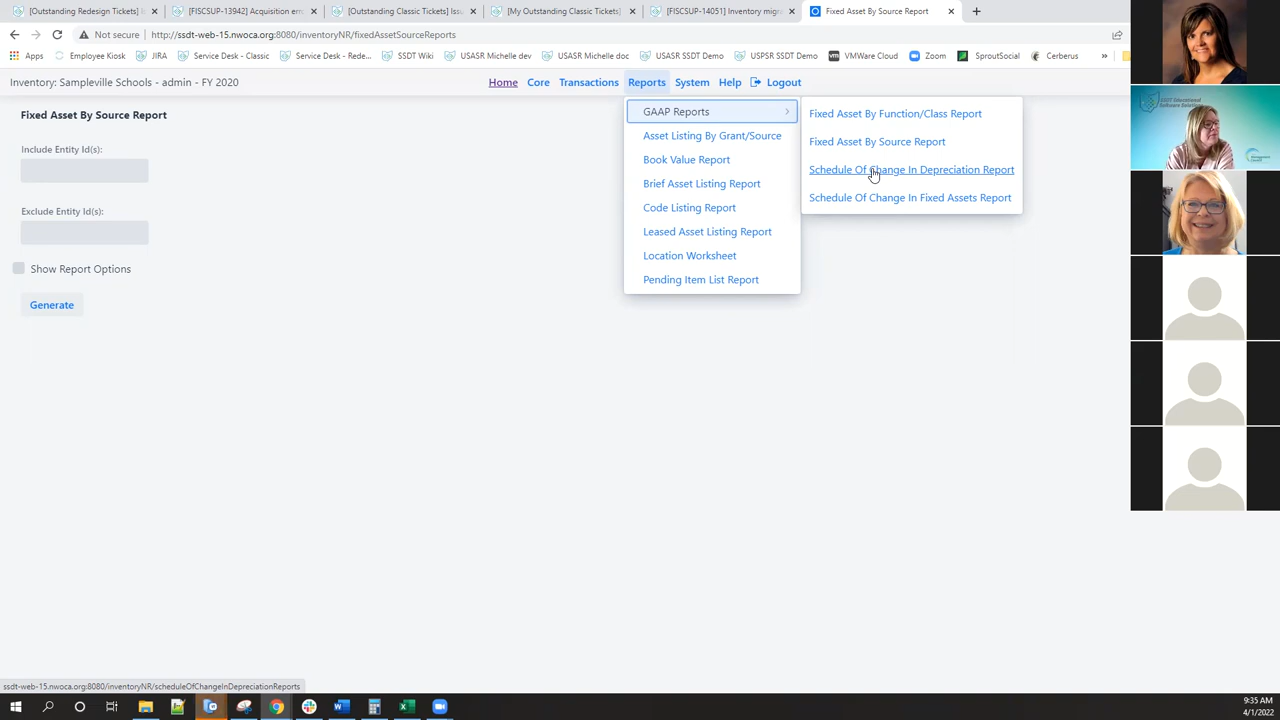 [Outstanding Redesign Tickets] Is
[FISCSUP-13942] Acquisition err
[Outstanding Classic Tickets] Issu
[My Outstanding Classic Tickets]
[FISCSUP-14051] Inventory migra
Fixed Asset By Source Report
Not secure | http://ssdt-web-15.nwoca.org:8080/inventoryNR/fixedAssetSourceReports
Apps Employee Kiosk JIRA Service Desk - Classic Service Desk - Rede... SSDT Wiki USASR Michelle dev USASR Michelle doc USASR SSDT Demo USPSR SSDT Demo VMWare Cloud Zoom SproutSocial Cerberus »
Inventory: Sampleville Schools - admin - FY 2020
Home Core Transactions Reports System Help Logout
Fixed Asset By Source Report
Include Entity Id(s):
Exclude Entity Id(s):
Show Report Options
Generate
GAAP Reports
Asset Listing By Grant/Source
Book Value Report
Brief Asset Listing Report
Code Listing Report
Leased Asset Listing Report
Location Worksheet
Pending Item List Report
Fixed Asset By Function/Class Report
Fixed Asset By Source Report
Schedule Of Change In Depreciation Report
Schedule Of Change In Fixed Assets Report
ssdt-web-15.nwoca.org:8080/inventoryNR/scheduleOfChangeInDepreciationReports
9:35 AM
4/1/2022